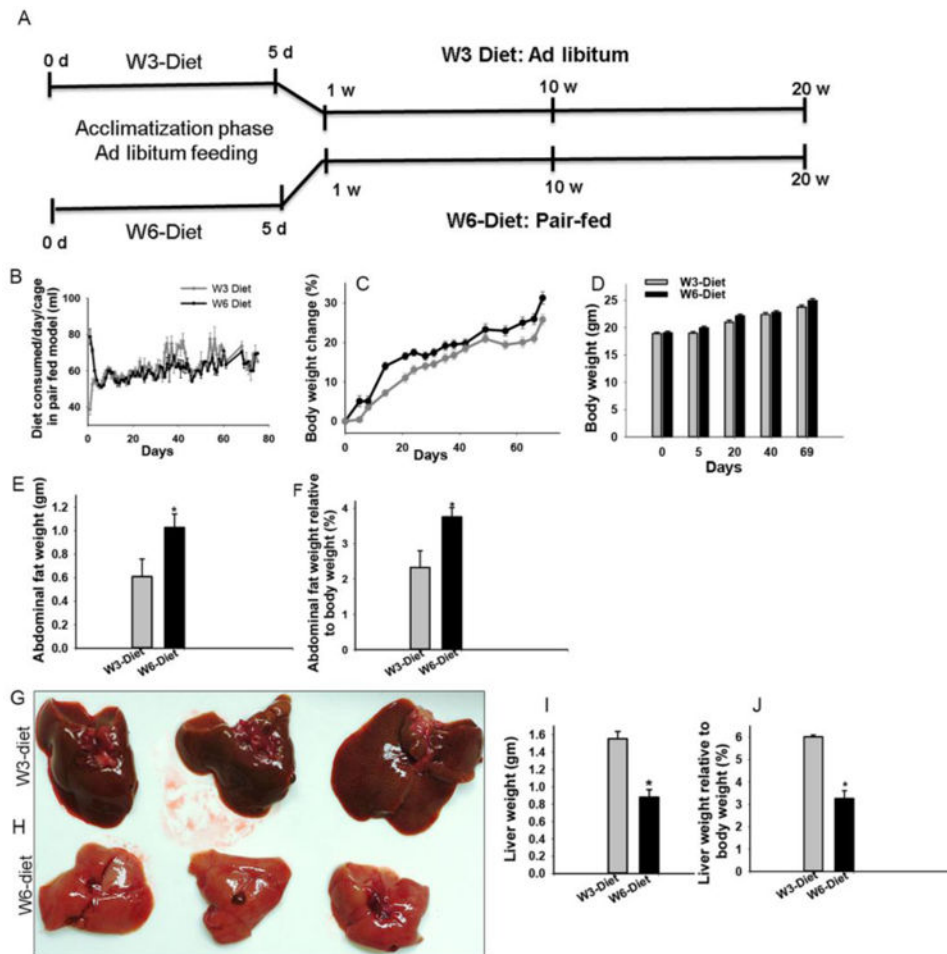 A
0 d
W3-Diet
5 d
W3 Diet: Ad libitum
1 w
10 w
20 w
Acclimatization phase
Ad libitum feeding
1 w
10 w
20 w
0 d
W6-Diet
5 d
W6-Diet: Pair-fed
B
Diet consumed/day/cage
in pair fed model (ml)
100
80
60
40
W3 Diet
W6 Diet
0
20
40
60
80
Days
C
Body weight change (%)
30
20
10
0
0
20
40
60
Days
D
Body weight (gm)
25
20
15
10
5
0
W3-Diet
W6-Diet
0
5
20
40
69
Days
E
Abdominal fat weight (gm)
1.2
1.0
0.8
0.6
0.4
0.2
0.0
*
W3-Diet
W6-Diet
F
Abdominal fat weight relative
to body weight (%)
4
3
2
1
0
*
W3-Diet
W6-Diet
G
W3-diet
H
W6-diet
I
Liver weight (gm)
1.6
1.4
1.2
1.0
0.8
0.6
0.4
0.2
0.0
*
W3-Diet
W6-Diet
J
Liver weight relative to
body weight (%)
6
5
4
3
2
1
0
*
W3-Diet
W6-Diet